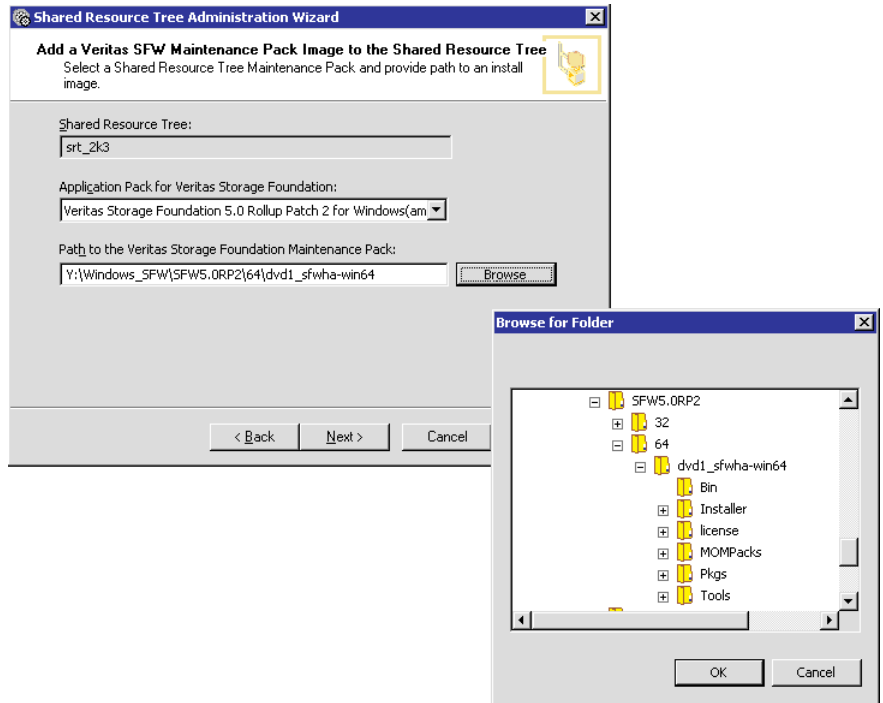 Shared Resource Tree Administration Wizard
Add a Veritas SFW Maintenance Pack Image to the Shared Resource Tree
Select a Shared Resource Tree Maintenance Pack and provide path to an install
image.
Shared Resource Tree:
srt_2k3
Application Pack for Veritas Storage Foundation:
Veritas Storage Foundation 5.0 Rollup Patch 2 for Windows(am
Path to the Veritas Storage Foundation Maintenance Pack:
Y:\Windows_SFW\SFW5.0RP2\64\dvd1_sfwha-win64
Browse
< Back
Next >
Cancel
Browse for Folder
SFW5.0RP2
32
64
dvd1_sfwha-win64
Bin
Installer
license
MOMPacks
Pkgs
Tools
OK
Cancel